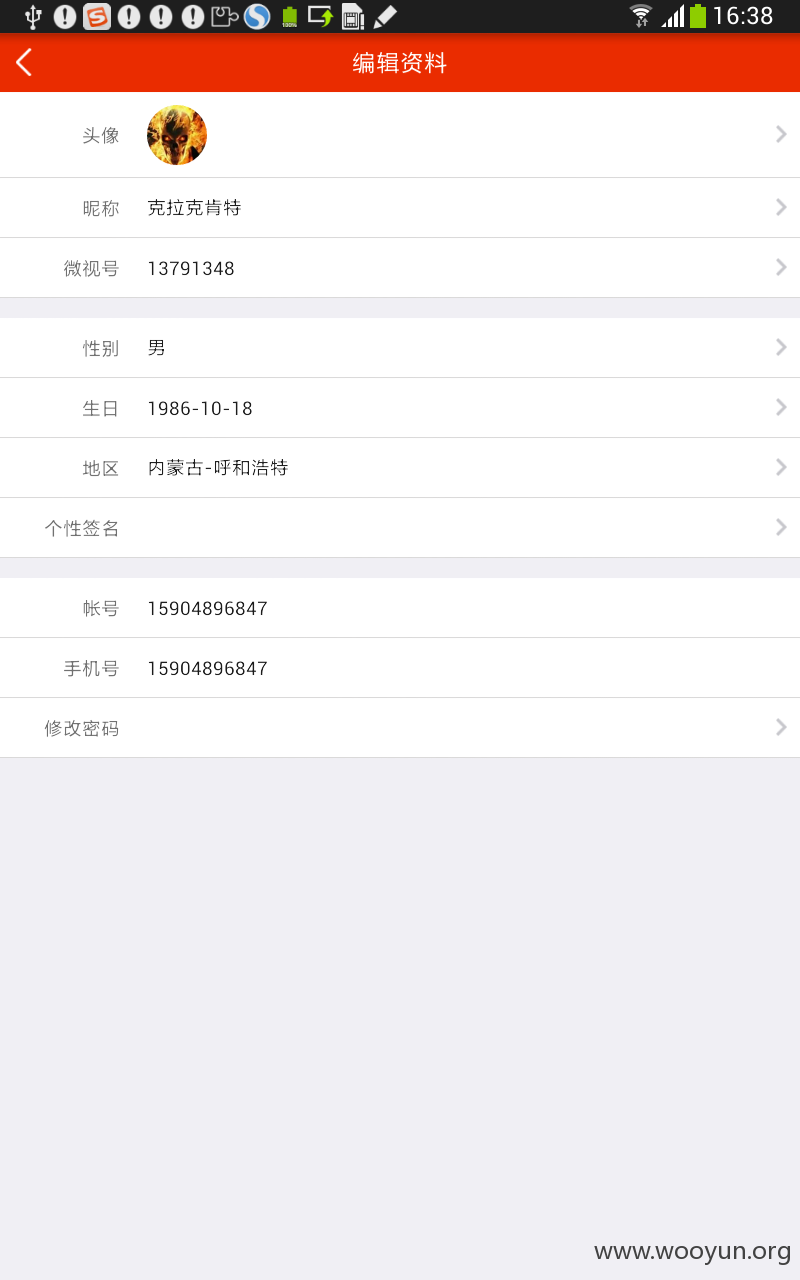 16:38
编辑资料
头像
昵称 克拉克肯特
微视号 13791348
性别 男
生日 1986-10-18
地区 内蒙古-呼和浩特
个性签名
帐号 15904896847
手机号 15904896847
修改密码
www.wooyun.org